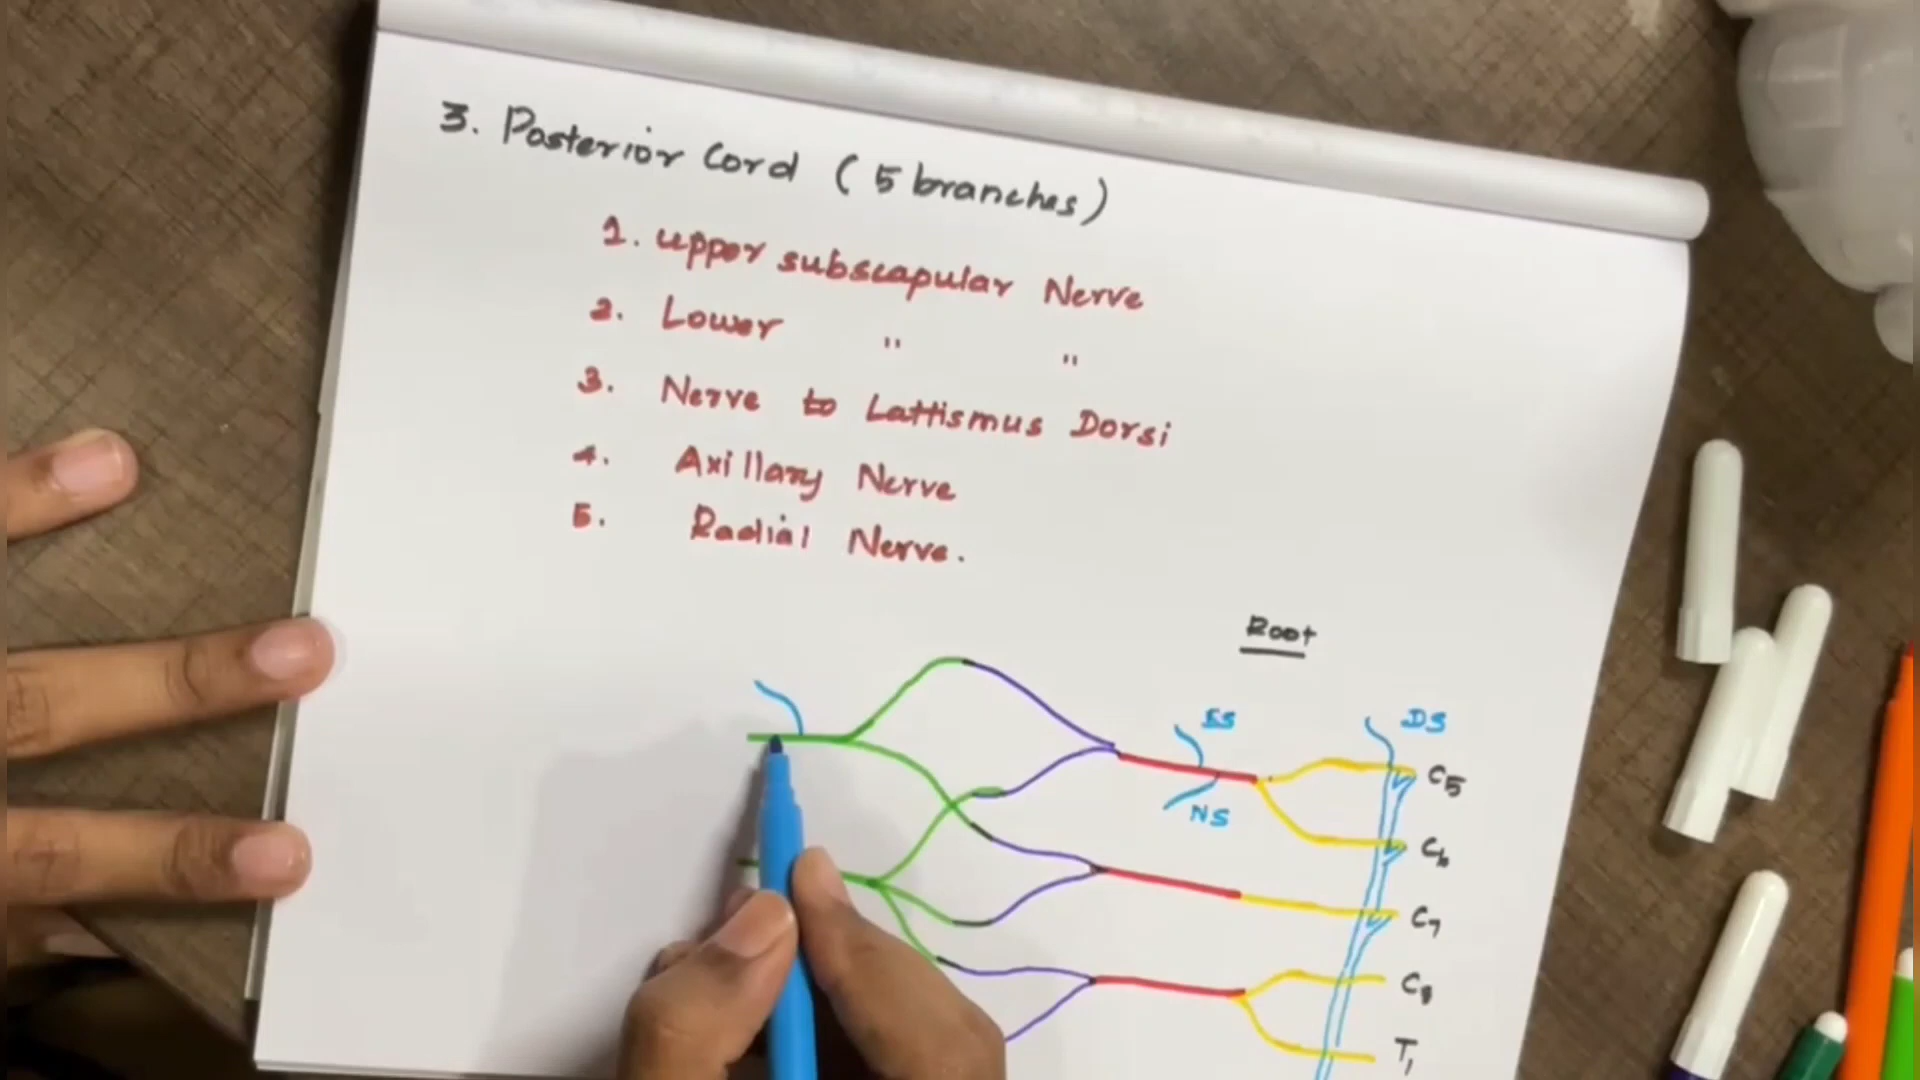 3. Posterior Cord ( 5 branches )
1. Upper subscapular Nerve
2. Lower " "
3. Nerve to Lattismus Dorsi
4. Axillary Nerve
5. Radial Nerve.
Root
SS DS
C5
NS
C6
C7
C8
T1